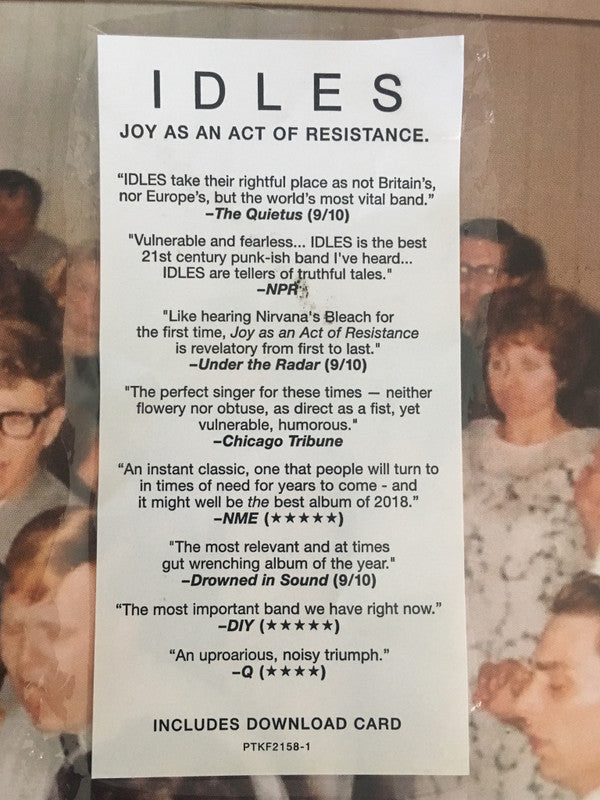 IDLES
JOY AS AN ACT OF RESISTANCE.
“IDLES take their rightful place as not Britain’s,
nor Europe’s, but the world’s most vital band.”
–The Quietus (9/10)
"Vulnerable and fearless... IDLES is the best
21st century punk-ish band I've heard...
IDLES are tellers of truthful tales."
–NPR
"Like hearing Nirvana's Bleach for
the first time, Joy as an Act of Resistance
is revelatory from first to last."
–Under the Radar (9/10)
"The perfect singer for these times — neither
flowery nor obtuse, as direct as a fist, yet
vulnerable, humorous."
–Chicago Tribune
“An instant classic, one that people will turn to
in times of need for years to come - and
it might well be the best album of 2018.”
–NME (★★★★★)
"The most relevant and at times
gut wrenching album of the year."
–Drowned in Sound (9/10)
“The most important band we have right now.”
–DIY (★★★★★)
“An uproarious, noisy triumph.”
–Q (★★★★)
INCLUDES DOWNLOAD CARD
PTKF2158-1